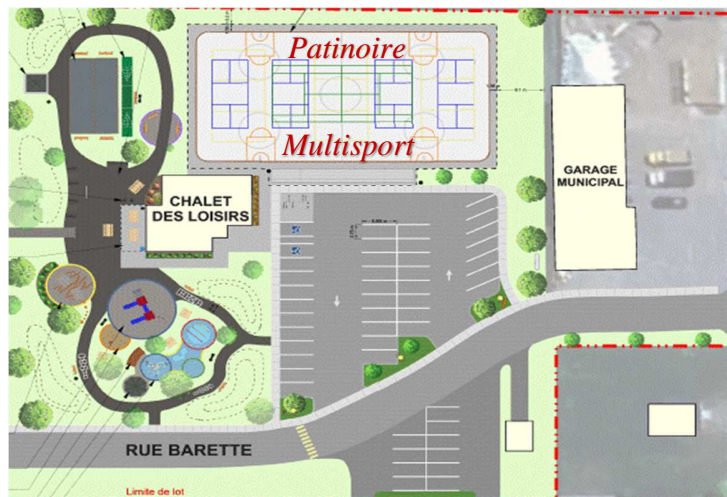 Patinoire
Multisport
CHALET
DES LOISIRS
GARAGE
MUNICIPAL
RUE BARETTE
Limite de lot